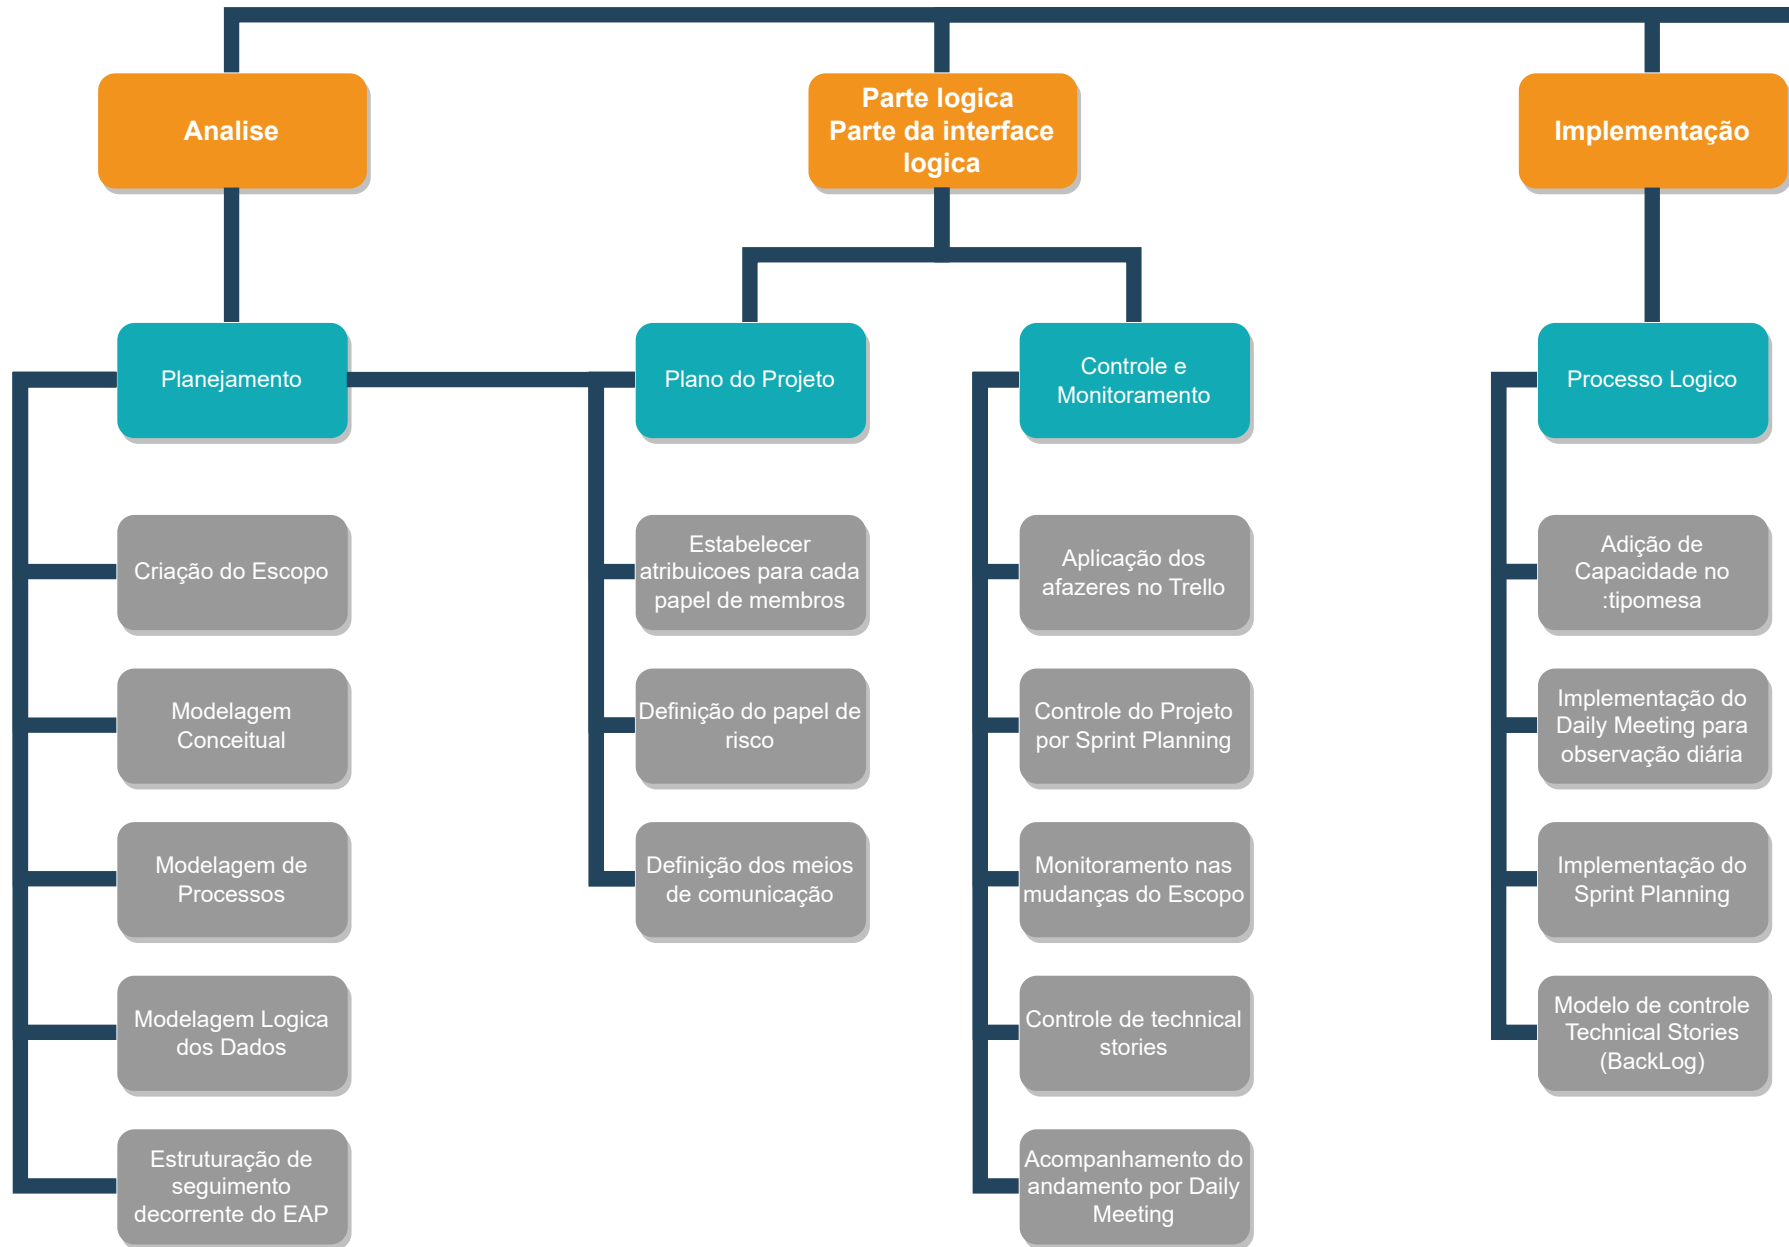 Analise
Parte logica
Parte da interface
logica
Implementação
Planejamento
Plano do Projeto
Controle e
Monitoramento
Processo Logico
Criação do Escopo
Modelagem
Conceitual
Modelagem de
Processos
Modelagem Logica
dos Dados
Estruturação de
seguimento
decorrente do EAP
Estabelecer
atribuicoes para cada
papel de membros
Definição do papel de
risco
Definição dos meios
de comunicação
Aplicação dos
afazeres no Trello
Controle do Projeto
por Sprint Planning
Monitoramento nas
mudanças do Escopo
Controle de technical
stories
Acompanhamento do
andamento por Daily
Meeting
Adição de
Capacidade no
:tipomesa
Implementação do
Daily Meeting para
observação diária
Implementação do
Sprint Planning
Modelo de controle
Technical Stories
(BackLog)